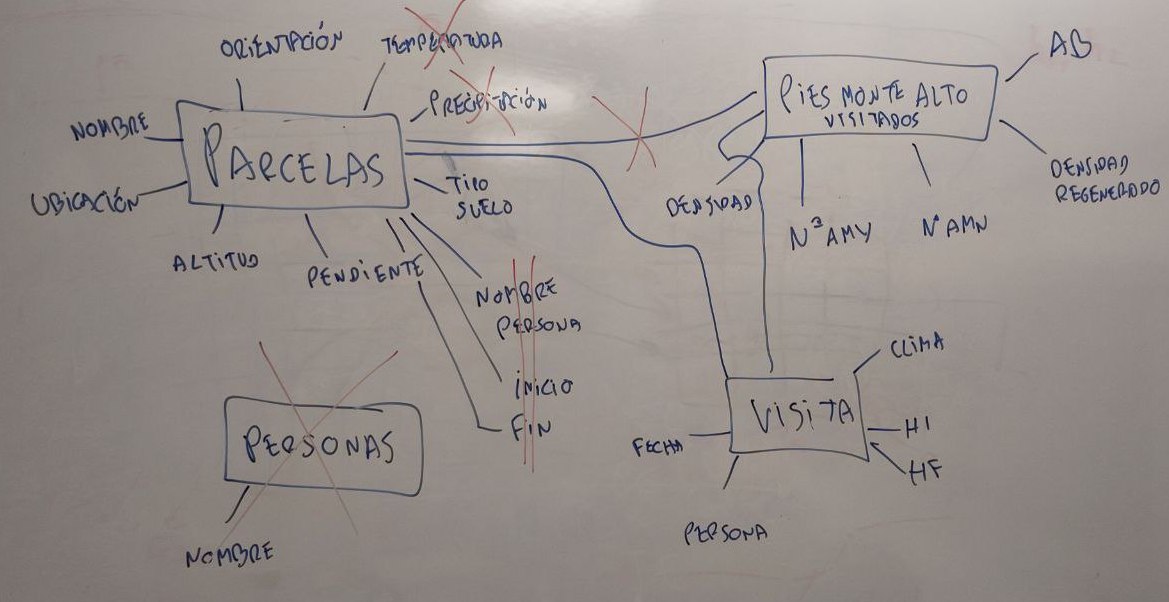 ORIENTACIÓN
TEMPERATURA
PRECIPITACIÓN
NOMBRE
PARCELAS
UBICACIÓN
TIPO
SUELO
ALTITUD
PENDIENTE
NOMBRE
PERSONA
INICIO
FIN
PERSONAS
NOMBRE
PIES MONTE ALTO
VISITADOS
AB
DENSIDAD
REGENERADO
DENSIDAD
Nº AMY
Nº AMN
CLIMA
VISITA
FECHA
HI
HF
PERSONA